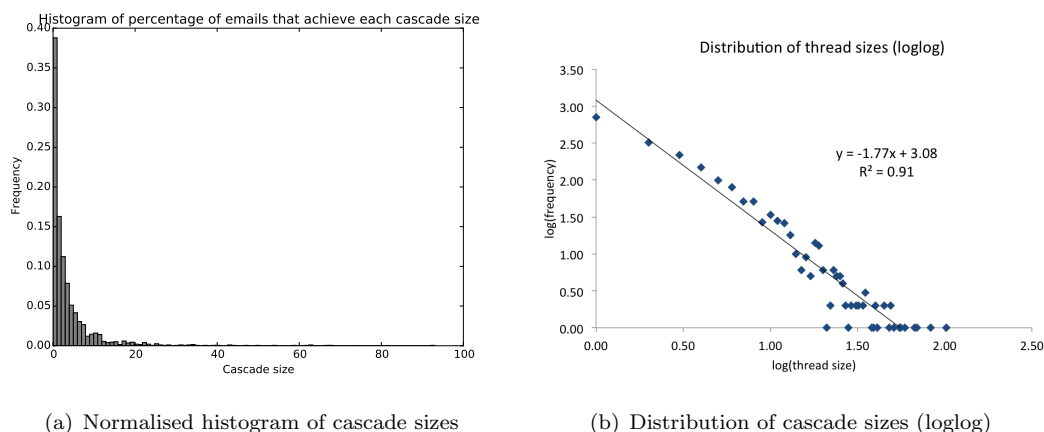 Histogram of percentage of emails that achieve each cascade size
0.40
0.35
0.30
0.25
0.20
0.15
0.10
0.05
0.00
Frequency
0 20 40 60 80 100
Cascade size
(a) Normalised histogram of cascade sizes
Distribution of thread sizes (loglog)
3.50
3.00
2.50
2.00
1.50
1.00
0.50
0.00
log(frequency)
y = -1.77x + 3.08
R² = 0.91
0.00 0.50 1.00 1.50 2.00 2.50
log(thread size)
(b) Distribution of cascade sizes (loglog)